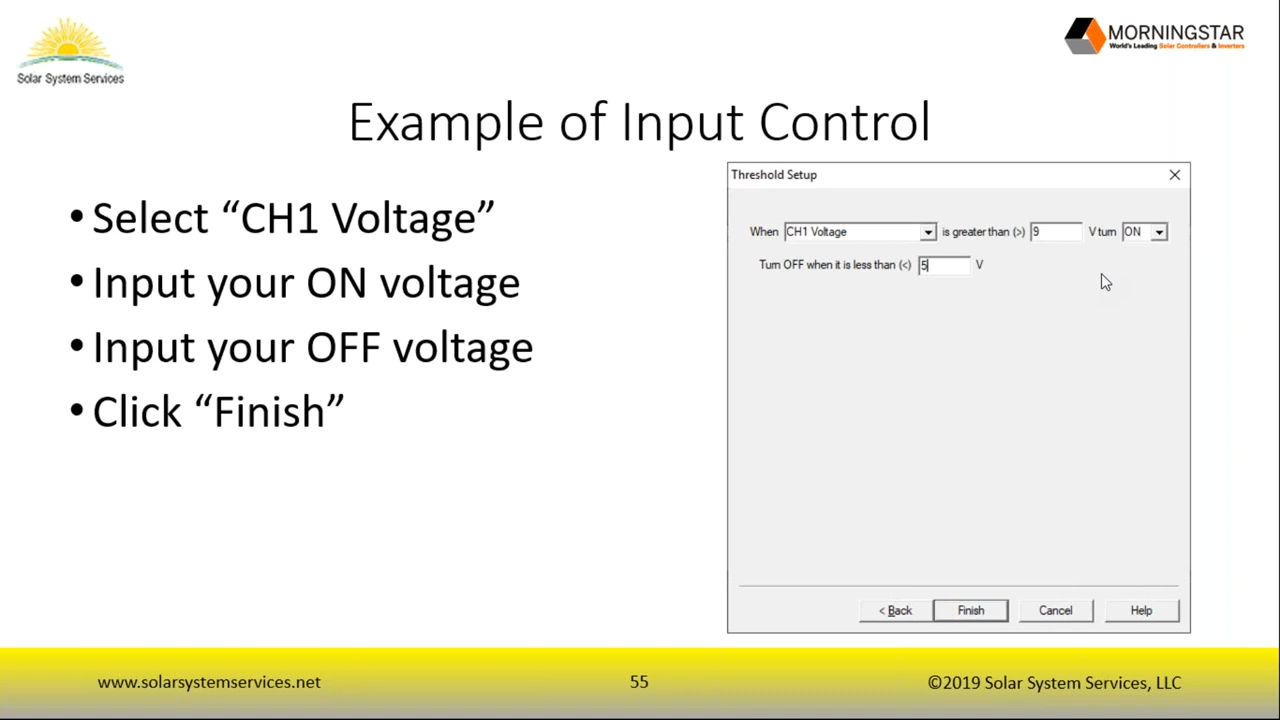 Solar System Services
MORNINGSTAR
World's Leading Solar Controllers & Inverters
Example of Input Control
• Select “CH1 Voltage”
• Input your ON voltage
• Input your OFF voltage
• Click “Finish”
Threshold Setup
When CH1 Voltage is greater than (>) 9 V turn ON
Turn OFF when it is less than (<) 5 V
< Back Finish Cancel Help
www.solarsystemservices.net 55 ©2019 Solar System Services, LLC